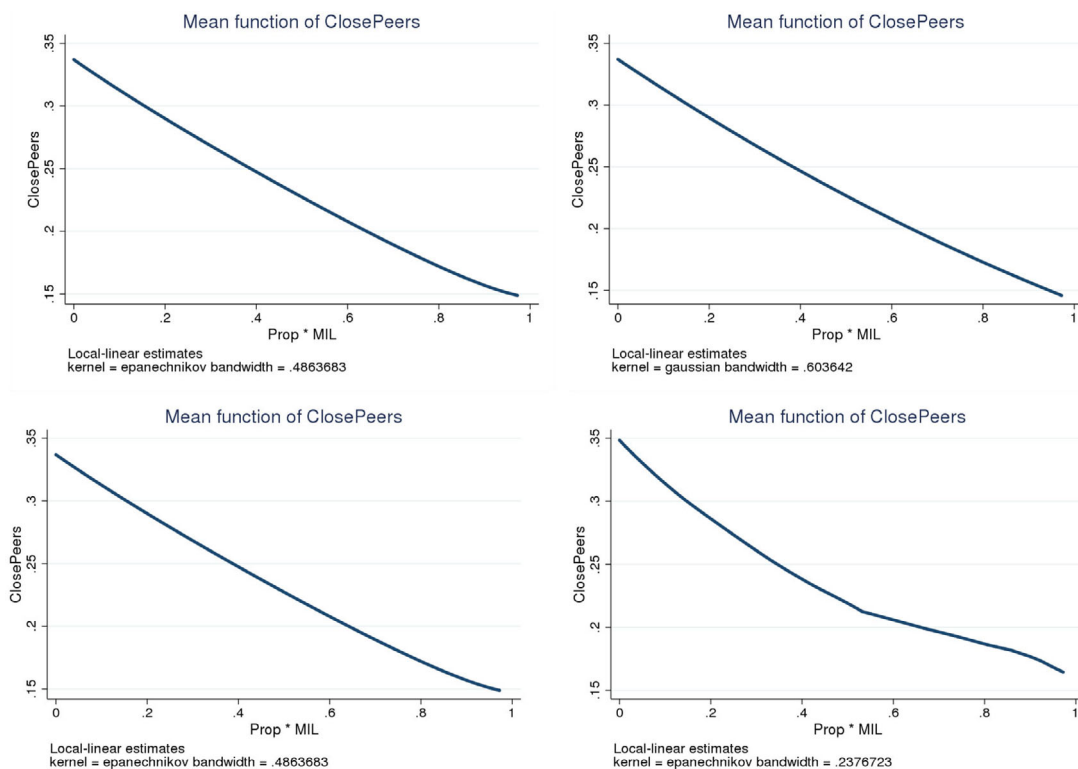 Mean function of ClosePeers
.35
.3
.25
.2
.15
ClosePeers
0 .2 .4 .6 .8 1
Prop * MIL
Local-linear estimates
kernel = epanechnikov bandwidth = .4863683
Mean function of ClosePeers
.35
.3
.25
.2
.15
ClosePeers
0 .2 .4 .6 .8 1
Prop * MIL
Local-linear estimates
kernel = gaussian bandwidth = .603642
Mean function of ClosePeers
.35
.3
.25
.2
.15
ClosePeers
0 .2 .4 .6 .8 1
Prop * MIL
Local-linear estimates
kernel = epanechnikov bandwidth = .4863683
Mean function of ClosePeers
.35
.3
.25
.2
.15
ClosePeers
0 .2 .4 .6 .8 1
Prop * MIL
Local-linear estimates
kernel = epanechnikov bandwidth = .2376723